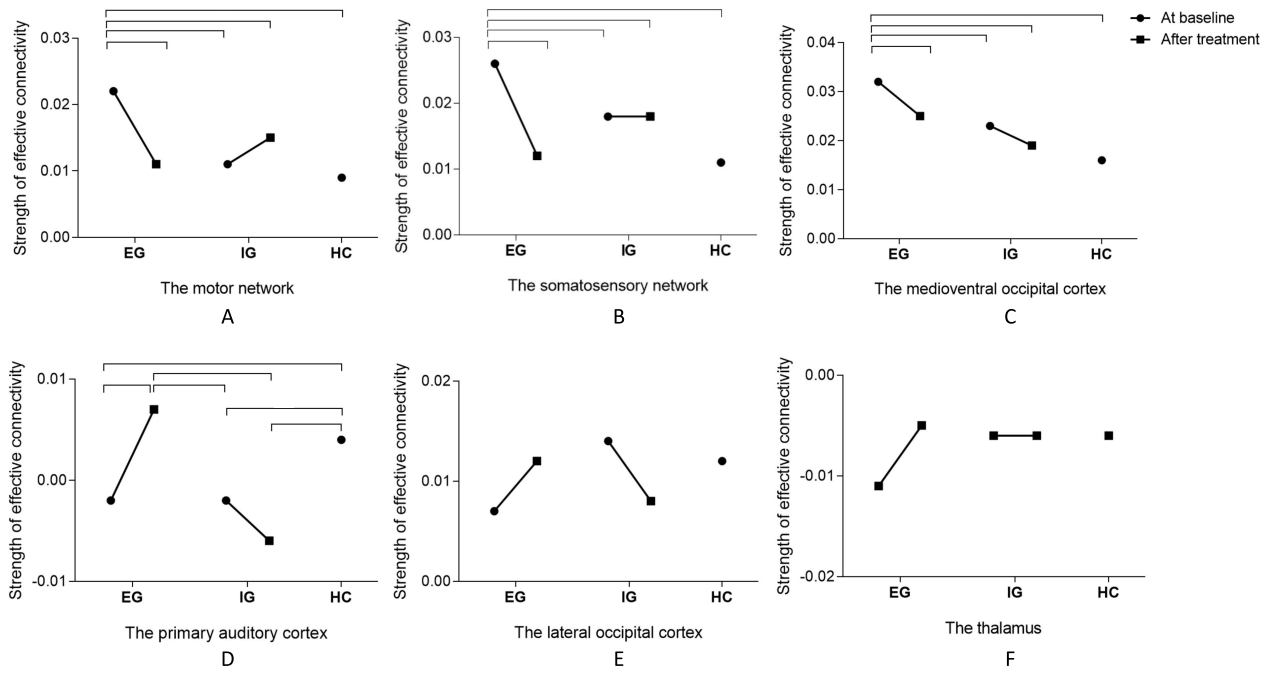 At baseline
After treatment
Strength of effective connectivity
0.03
0.02
0.01
0.00
EG IG HC
The motor network
A
Strength of effective connectivity
0.03
0.02
0.01
0.00
EG IG HC
The somatosensory network
B
Strength of effective connectivity
0.04
0.03
0.02
0.01
0.00
EG IG HC
The medioventral occipital cortex
C
Strength of effective connectivity
0.01
0.00
-0.01
EG IG HC
The primary auditory cortex
D
Strength of effective connectivity
0.02
0.01
0.00
EG IG HC
The lateral occipital cortex
E
Strength of effective connectivity
0.00
-0.01
-0.02
EG IG HC
The thalamus
F